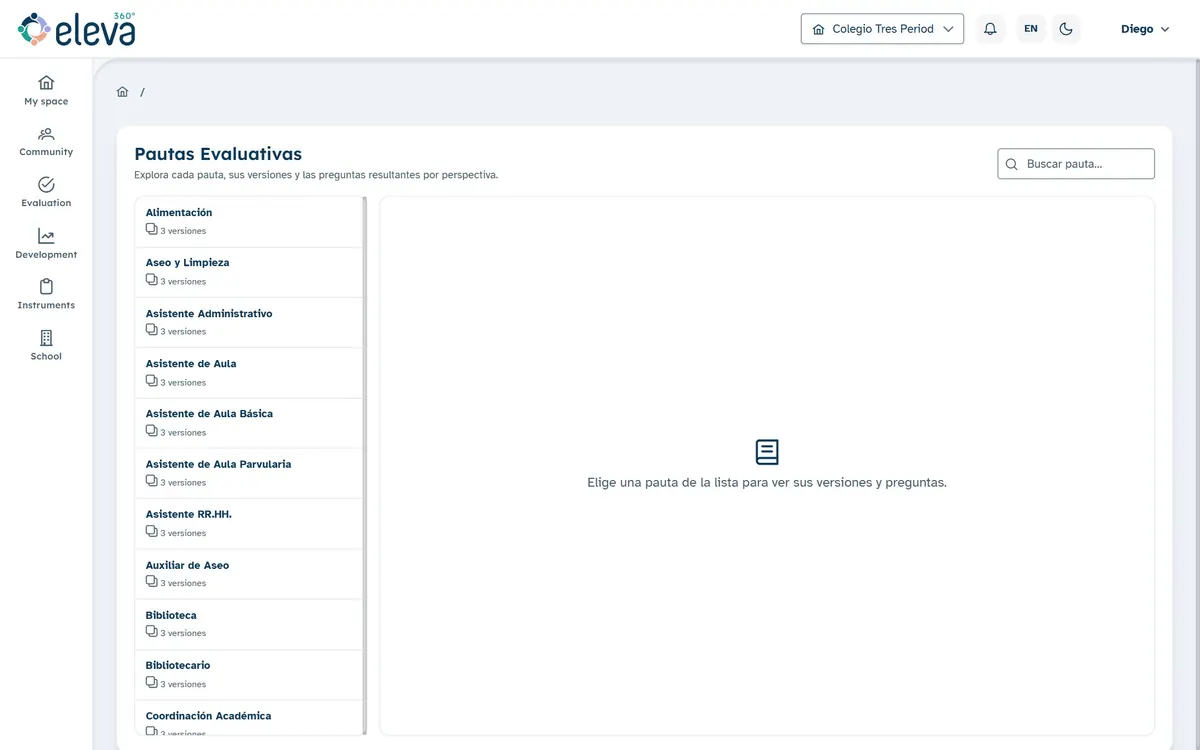 eleva 360°
Colegio Tres Period
EN
Diego
My space
Community
Evaluation
Development
Instruments
School
/
Pautas Evaluativas
Explora cada pauta, sus versiones y las preguntas resultantes por perspectiva.
Buscar pauta...
Alimentación
3 versiones
Aseo y Limpieza
3 versiones
Asistente Administrativo
3 versiones
Asistente de Aula
3 versiones
Asistente de Aula Básica
3 versiones
Asistente de Aula Parvularia
3 versiones
Asistente RR.HH.
3 versiones
Auxiliar de Aseo
3 versiones
Biblioteca
3 versiones
Bibliotecario
3 versiones
Coordinación Académica
3 versiones
Elige una pauta de la lista para ver sus versiones y preguntas.